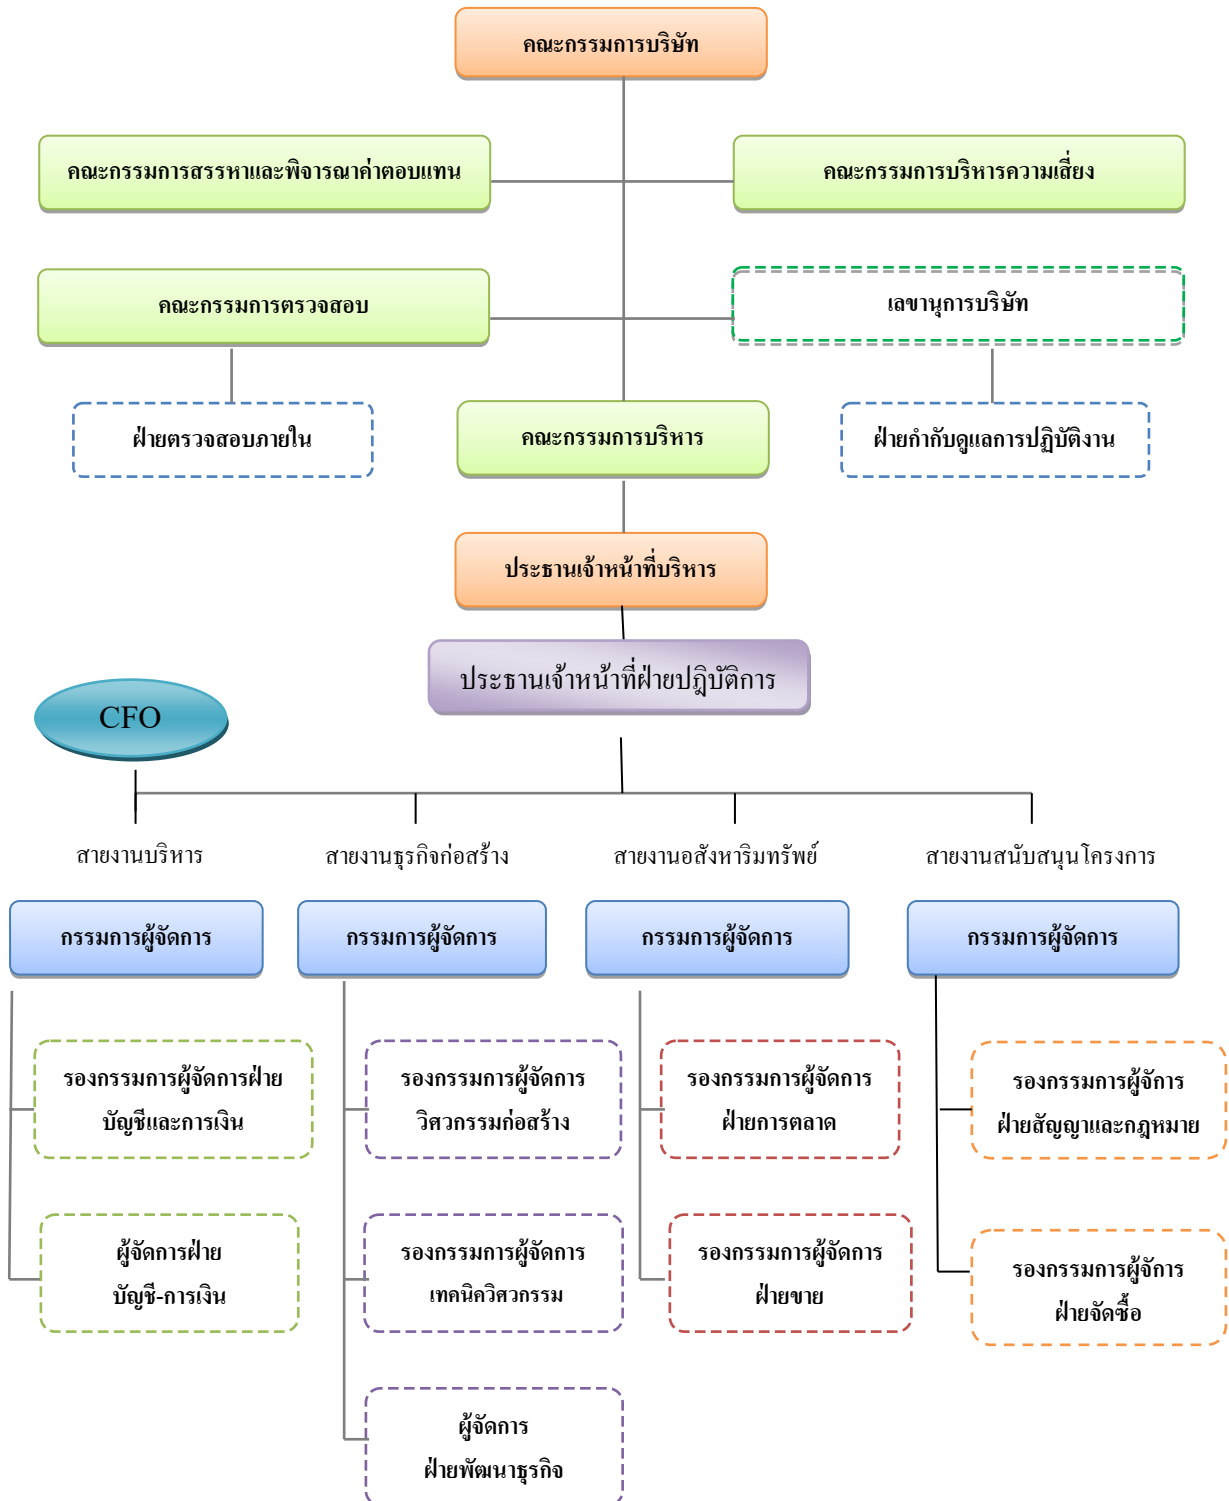 คณะกรรมการบริษัท
คณะกรรมการสรรหาและพิจารณาค่าตอบแทน
คณะกรรมการบริหารความเสี่ยง
คณะกรรมการตรวจสอบ
เลขานุการบริษัท
ฝ่ายตรวจสอบภายใน
คณะกรรมการบริหาร
ฝ่ายกำกับดูแลการปฏิบัติงาน
ประธานเจ้าหน้าที่บริหาร
ประธานเจ้าหน้าที่ฝ่ายปฎิบัติการ
CFO
สายงานบริหาร
สายงานธุรกิจก่อสร้าง
สายงานอสังหาริมทรัพย์
สายงานสนับสนุนโครงการ
กรรมการผู้จัดการ
กรรมการผู้จัดการ
กรรมการผู้จัดการ
กรรมการผู้จัดการ
รองกรรมการผู้จัดการฝ่าย
บัญชีและการเงิน
รองกรรมการผู้จัดการ
วิศวกรรมก่อสร้าง
รองกรรมการผู้จัดการ
ฝ่ายการตลาด
รองกรรมการผู้จัการ
ฝ่ายสัญญาและกฎหมาย
ผู้จัดการฝ่าย
บัญชี-การเงิน
รองกรรมการผู้จัดการ
เทคนิควิศวกรรม
รองกรรมการผู้จัดการ
ฝ่ายขาย
รองกรรมการผู้จัการ
ฝ่ายจัดซื้อ
ผู้จัดการ
ฝ่ายพัฒนาธุรกิจ